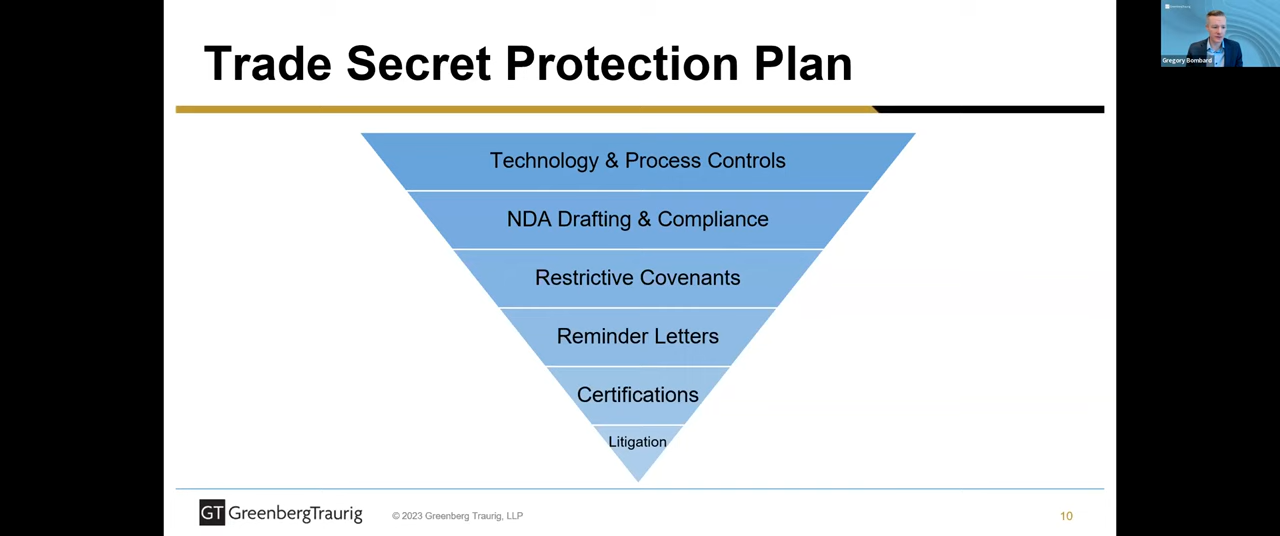 Trade Secret Protection Plan
Technology & Process Controls
NDA Drafting & Compliance
Restrictive Covenants
Reminder Letters
Certifications
Litigation
GT GreenbergTraurig
© 2023 Greenberg Traurig, LLP
10
Gregory Bombard